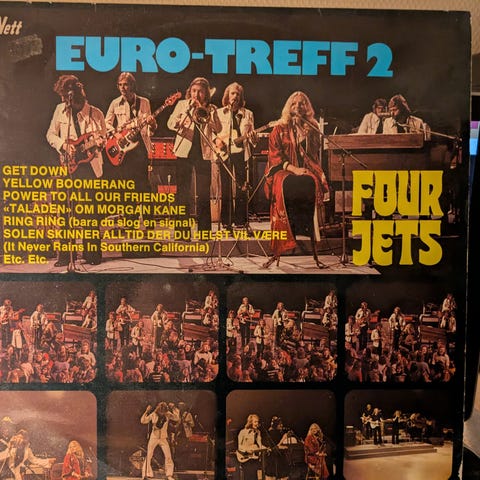 Nett
EURO-TREFF 2
GET DOWN
YELLOW BOOMERANG
POWER TO ALL OUR FRIENDS
«TALADEN» OM MORGAN KANE
RING RING (bara du slog en signal)
SOLEN SKINNER ALLTID DER DU HELST VIL VÆRE
(It Never Rains In Southern California)
Etc. Etc.
FOUR
JETS